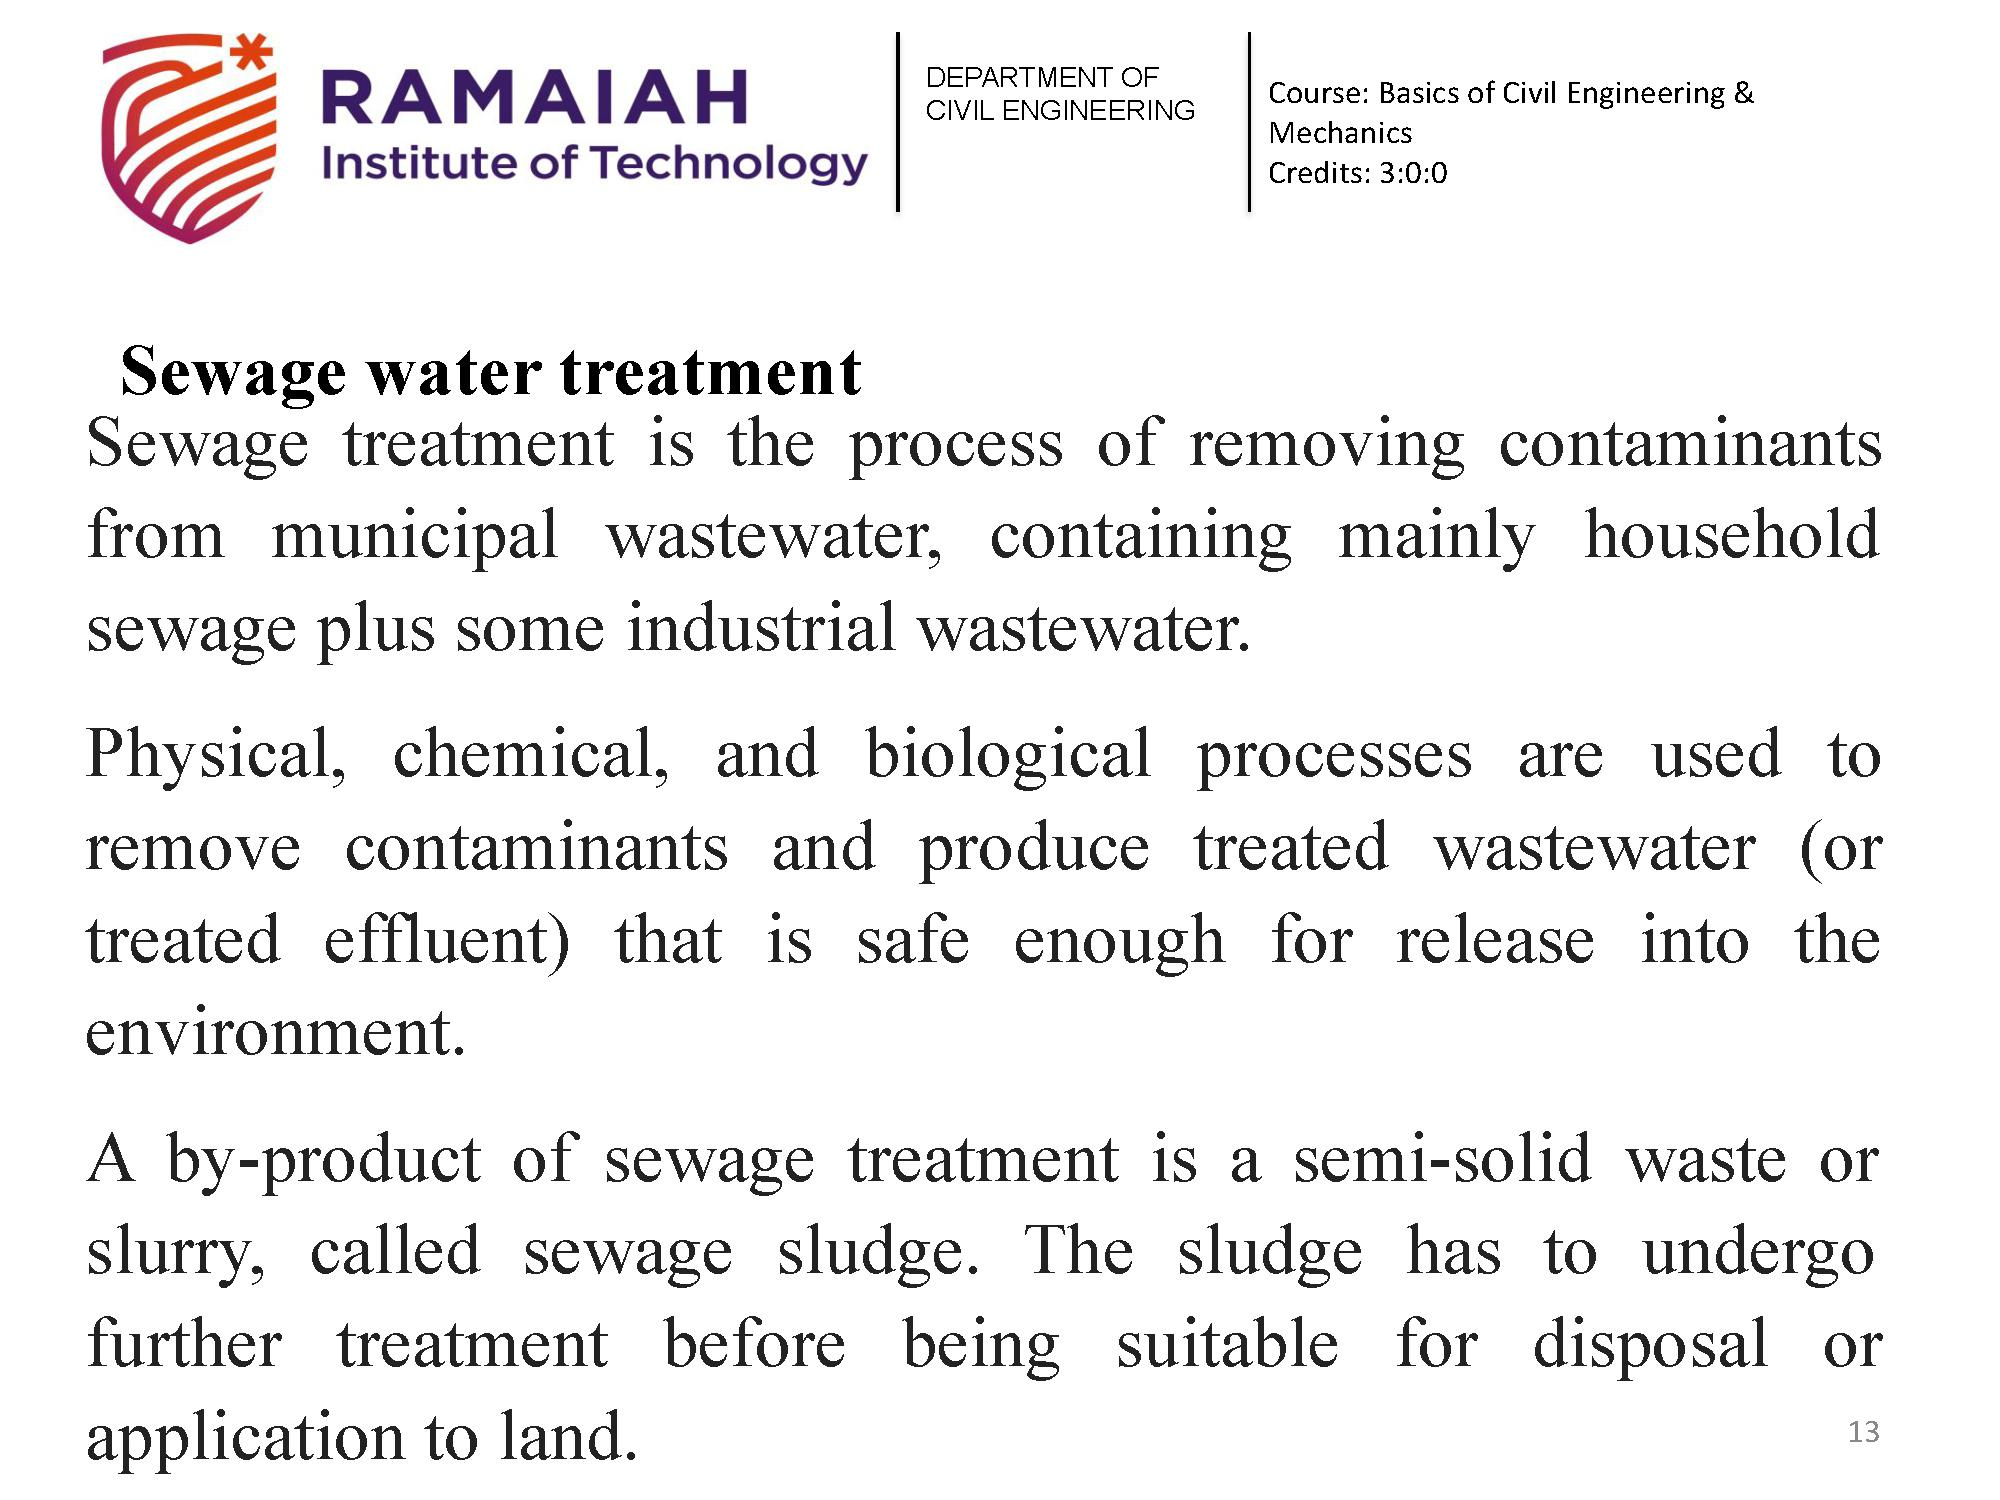 RAMAIAH
Institute of Technology
DEPARTMENT OF
CIVIL ENGINEERING
Course: Basics of Civil Engineering &
Mechanics
Credits: 3:0:0
Sewage water treatment
Sewage treatment is the process of removing contaminants
from municipal wastewater, containing mainly household
sewage plus some industrial wastewater.
Physical, chemical, and biological processes are used to
remove contaminants and produce treated wastewater (or
treated effluent) that is safe enough for release into the
environment.
A by-product of sewage treatment is a semi-solid waste or
slurry, called sewage sludge. The sludge has to undergo
further treatment before being suitable for disposal or
application to land.
13